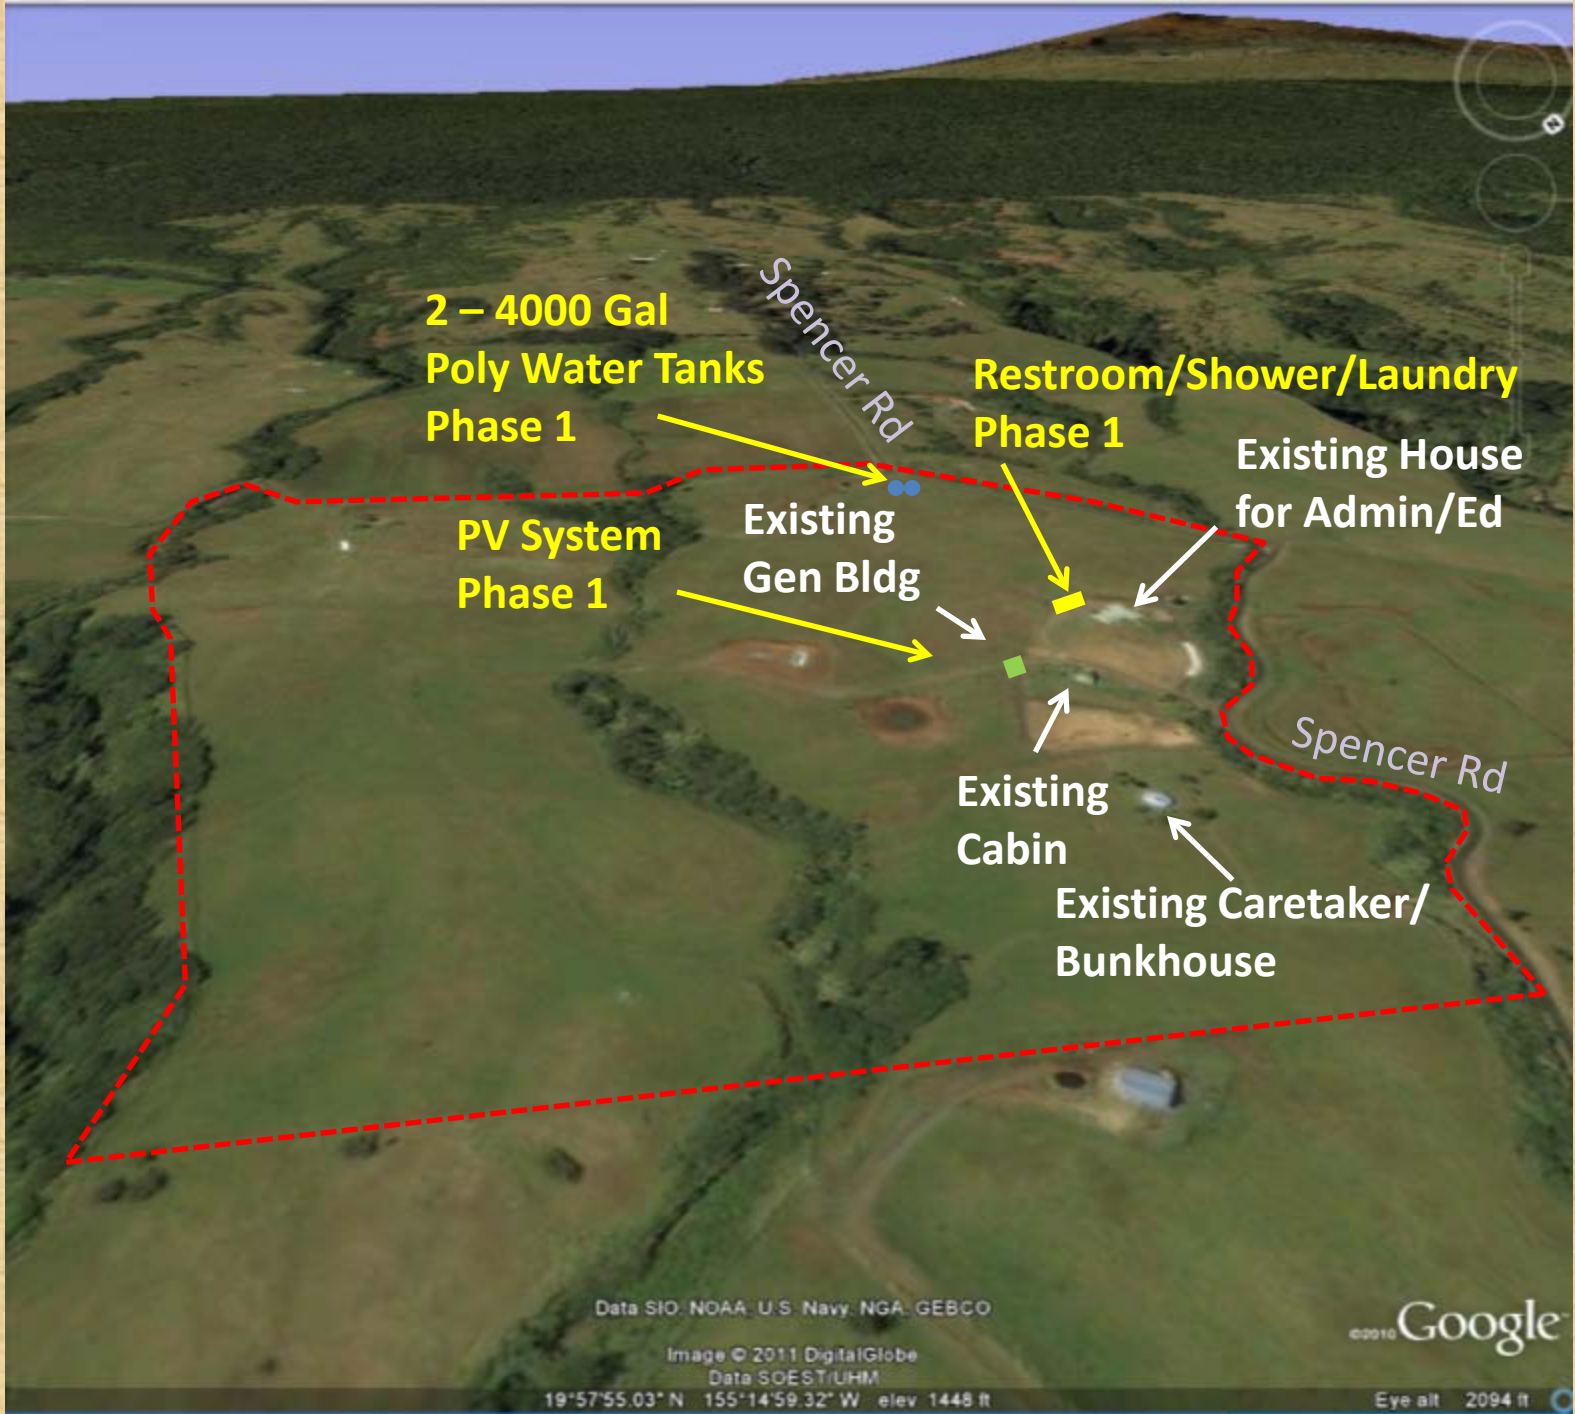 Spencer Rd
2 – 4000 Gal
Poly Water Tanks
Phase 1
Restroom/Shower/Laundry
Phase 1
Existing House
for Admin/Ed
PV System
Phase 1
Existing
Gen Bldg
Spencer Rd
Existing
Cabin
Existing Caretaker/
Bunkhouse
Data SIO, NOAA, U.S. Navy, NGA, GEBCO
©2010 Google
Image © 2011 DigitalGlobe
Data SOEST/UHM
19°57'55.03" N 155°14'59.32" W elev 1448 ft
Eye alt 2094 ft